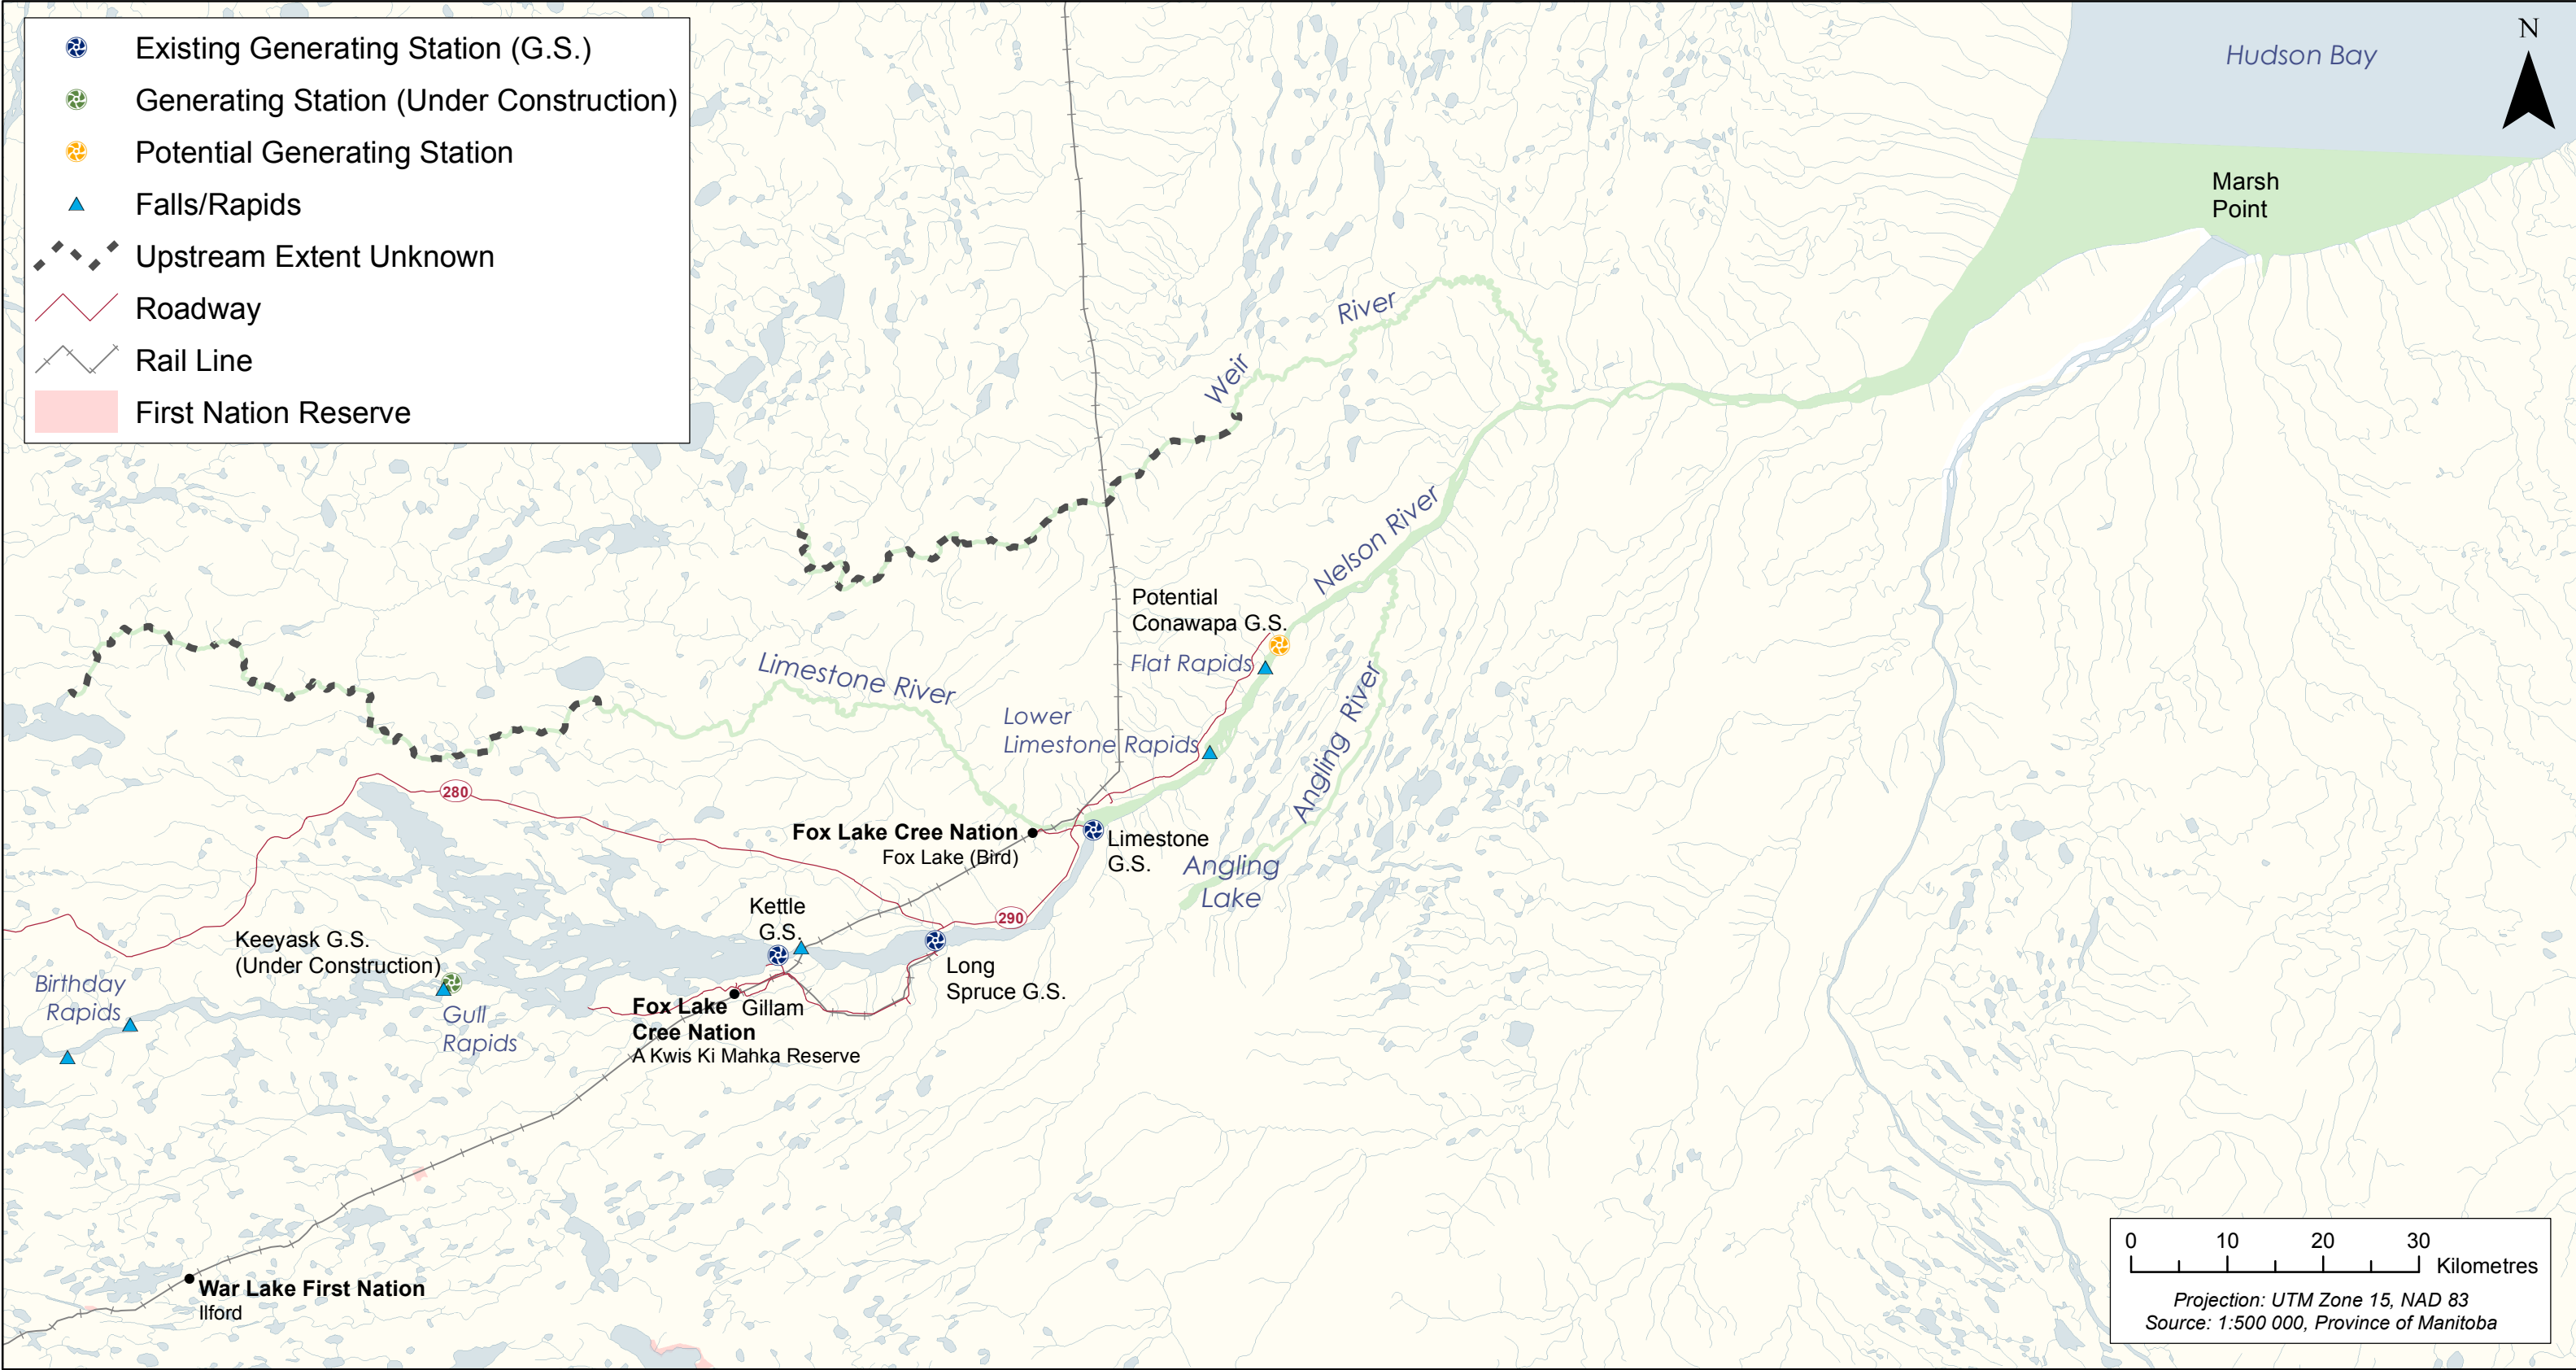 Existing Generating Station (G.S.)
Generating Station (Under Construction)
Potential Generating Station
Falls/Rapids
Upstream Extent Unknown
Roadway
Rail Line
First Nation Reserve
Hudson Bay
N
Marsh
Point
River
Weir
Nelson River
Potential
Conawapa G.S.
Flat Rapids
Limestone River
Lower
Limestone Rapids
Angling River
280
Fox Lake Cree Nation
Fox Lake (Bird)
Limestone
G.S.
Angling
Lake
290
Kettle
G.S.
Keeyask G.S.
(Under Construction)
Long
Spruce G.S.
Birthday
Rapids
Gull
Rapids
Fox Lake
Cree Nation
A Kwis Ki Mahka Reserve
Gillam
War Lake First Nation
Ilford
0 10 20 30
Kilometres
Projection: UTM Zone 15, NAD 83
Source: 1:500 000, Province of Manitoba